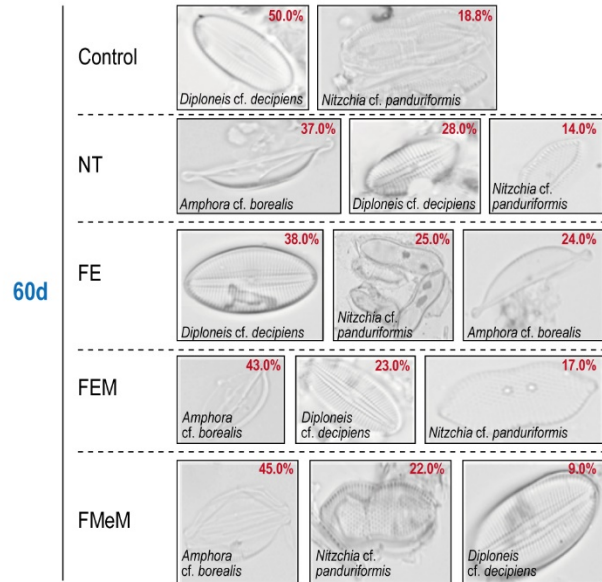 Control
50.0%
Diploneis cf. decipiens
18.8%
Nitzchia cf. panduriformis
NT
37.0%
Amphora cf. borealis
28.0%
Diploneis cf. decipiens
14.0%
Nitzchia cf.
panduriformis
60d
FE
38.0%
Diploneis cf. decipiens
25.0%
Nitzchia cf.
panduriformis
24.0%
Amphora cf. borealis
FEM
43.0%
Amphora
cf. borealis
23.0%
Diploneis
cf. decipiens
17.0%
Nitzchia cf. panduriformis
FMeM
45.0%
Amphora
cf. borealis
22.0%
Nitzchia cf.
panduriformis
9.0%
Diploneis
cf. decipiens